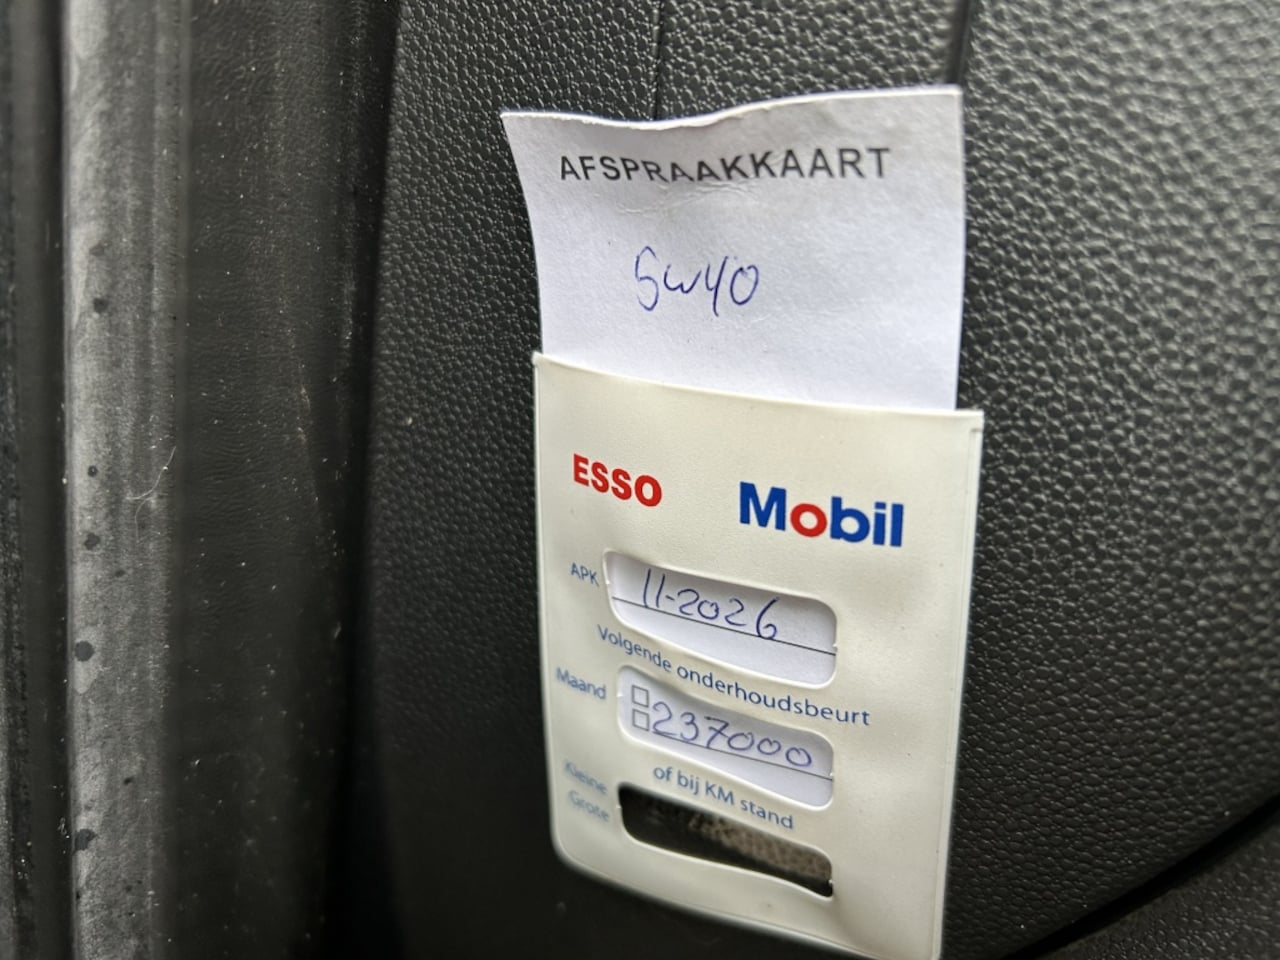 AFSPRAAKKAART
5W40
ESSO Mobil
APK 11-2026
Volgende onderhoudsbeurt
Maand
237000
of bij KM stand
Kleine
Grote